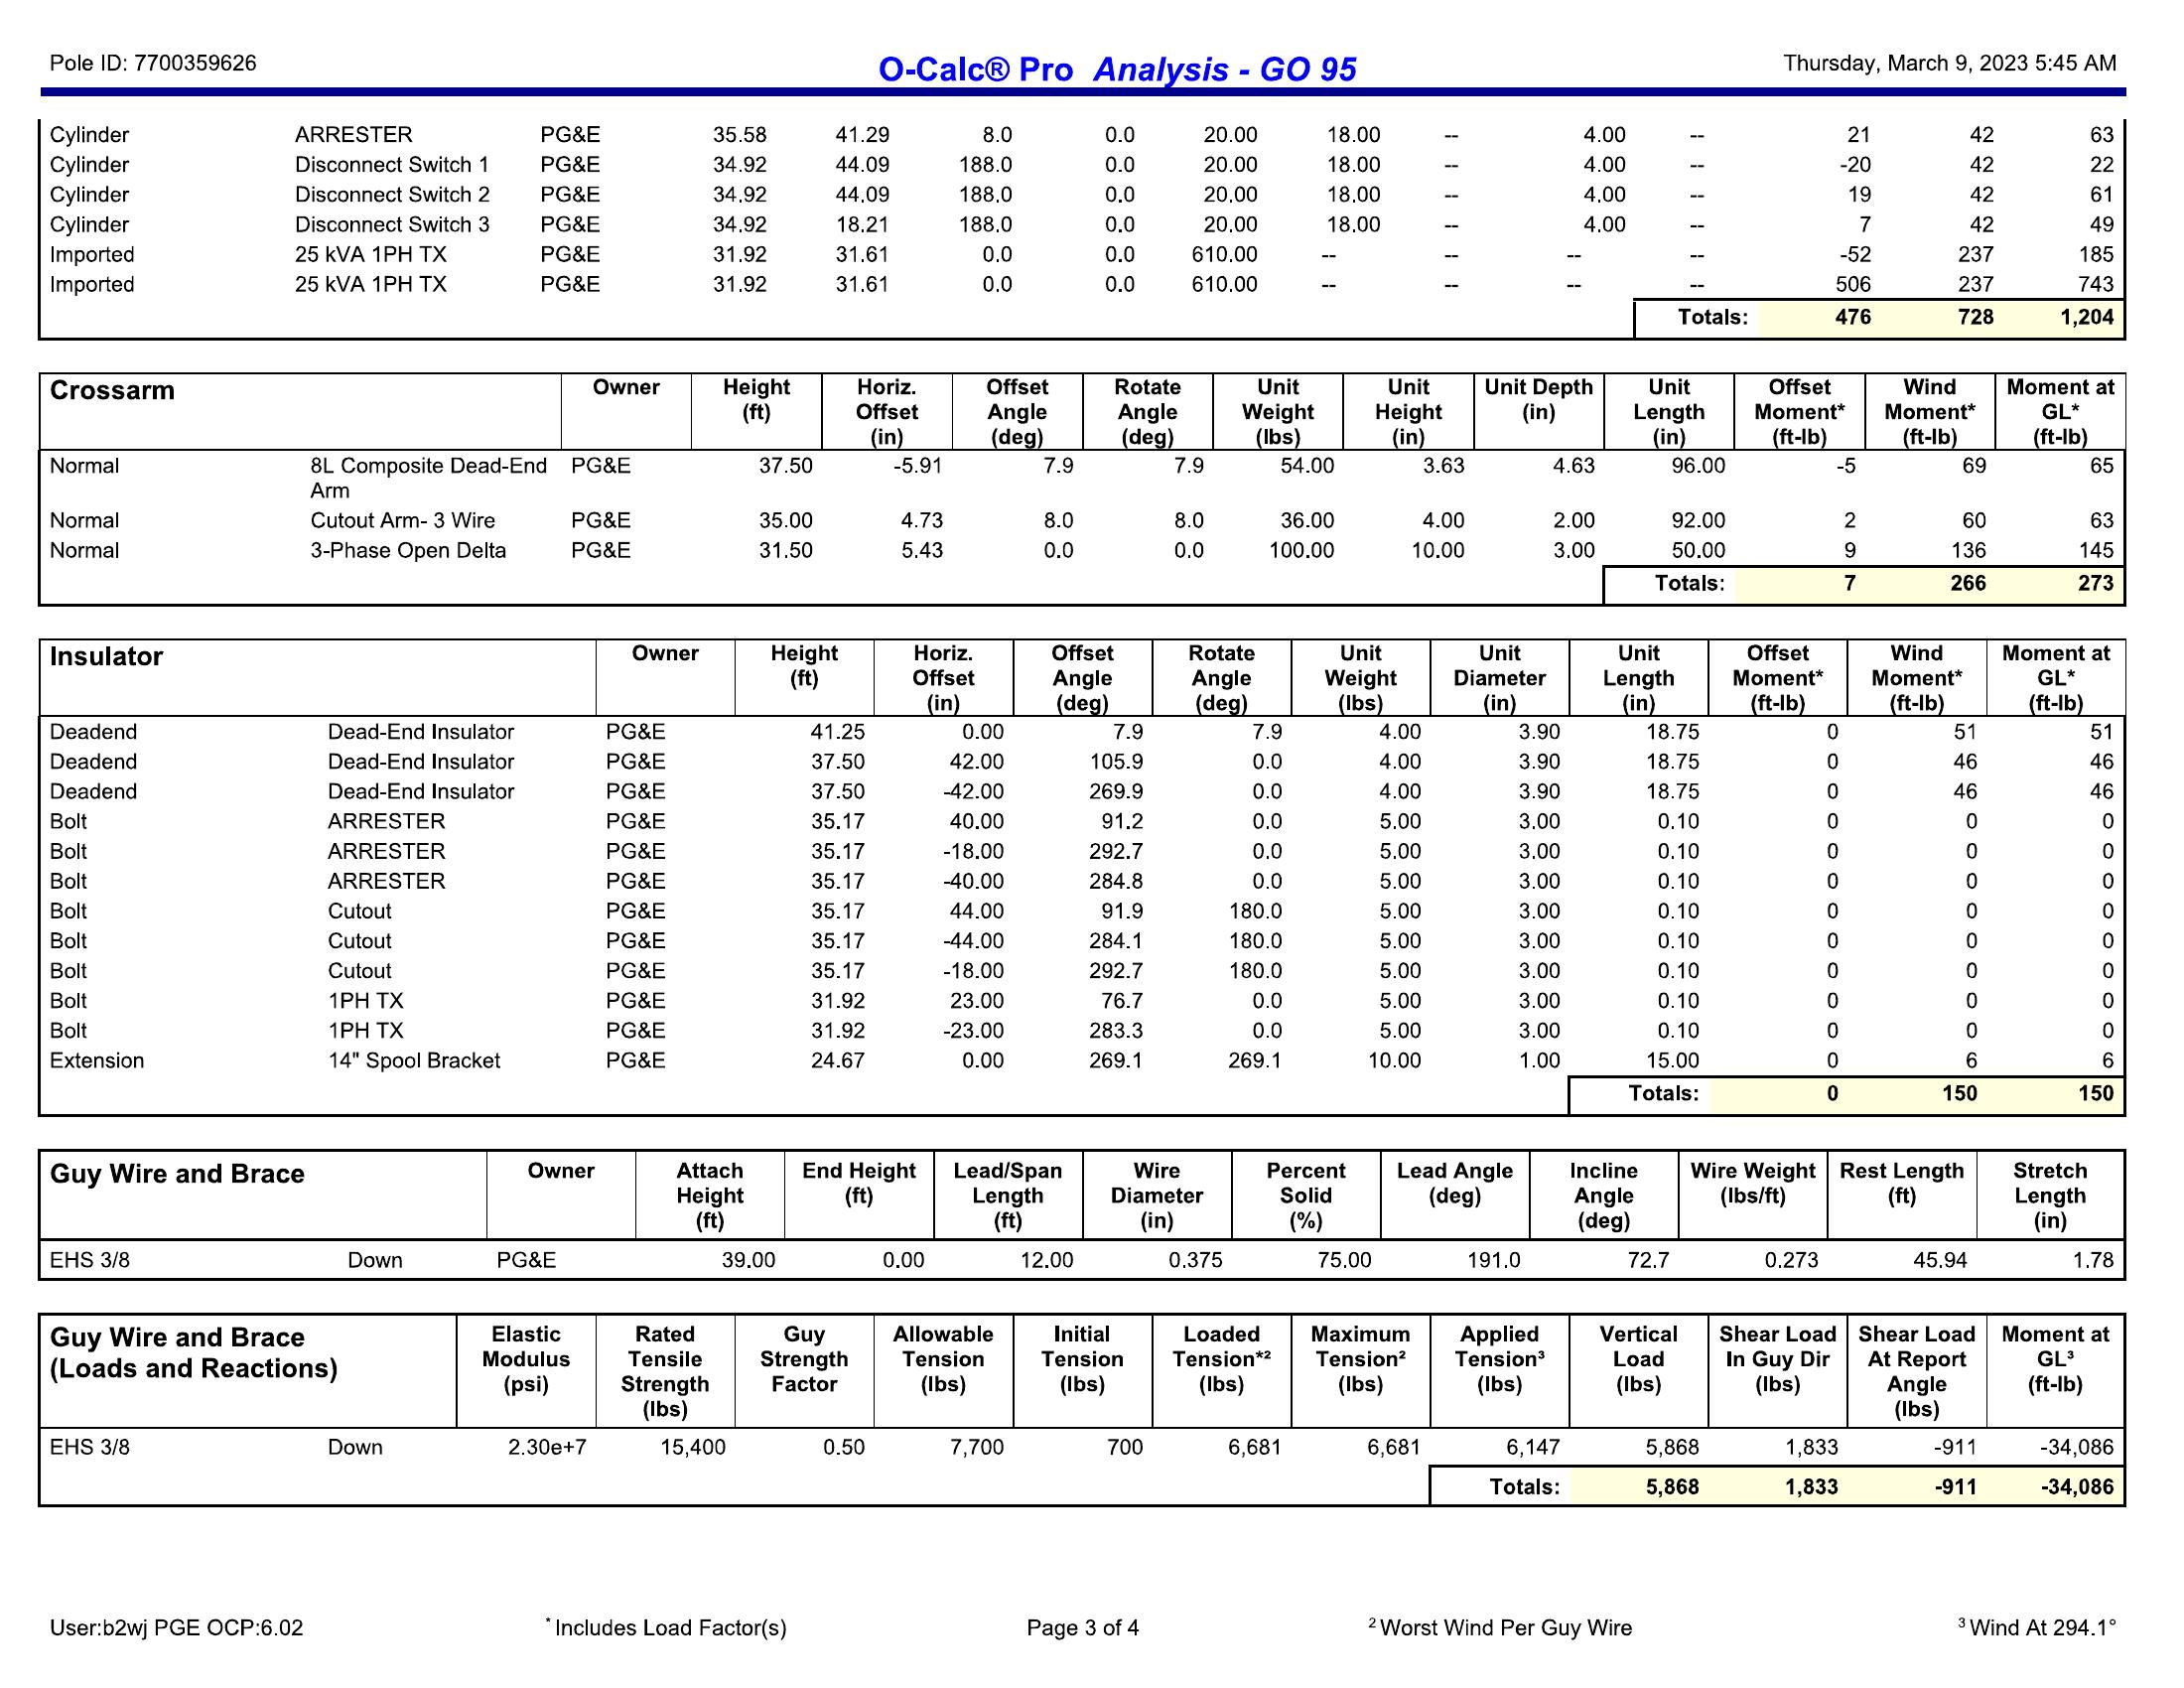 Pole ID: 7700359626 O-Calc® Pro Analysis - GO 95 Thursday, March 9, 2023 5:45 AM
Cylinder ARRESTER PG&E 35.58 41.29 8.0 0.0 20.00 18.00 -- 4.00 -- 21 42 63
Cylinder Disconnect Switch 1 PG&E 34.92 44.09 188.0 0.0 20.00 18.00 -- 4.00 -- -20 42 22
Cylinder Disconnect Switch 2 PG&E 34.92 44.09 188.0 0.0 20.00 18.00 -- 4.00 -- 19 42 61
Cylinder Disconnect Switch 3 PG&E 34.92 18.21 188.0 0.0 20.00 18.00 -- 4.00 -- 7 42 49
Imported 25 kVA 1PH TX PG&E 31.92 31.61 0.0 0.0 610.00 -- -- -- -- -52 237 185
Imported 25 kVA 1PH TX PG&E 31.92 31.61 0.0 0.0 610.00 -- -- -- -- 506 237 743
Totals: 476 728 1,204
Crossarm Owner Height Horiz. Offset Rotate Unit Unit Unit Depth Unit Offset Wind Moment at
(ft) Offset Angle Angle Weight Height (in) Length Moment* Moment* GL*
(in) (deg) (deg) (lbs) (in) (in) (ft-lb) (ft-lb) (ft-lb)
Normal 8L Composite Dead-End PG&E 37.50 -5.91 7.9 7.9 54.00 3.63 4.63 96.00 -5 69 65
Arm
Normal Cutout Arm- 3 Wire PG&E 35.00 4.73 8.0 8.0 36.00 4.00 2.00 92.00 2 60 63
Normal 3-Phase Open Delta PG&E 31.50 5.43 0.0 0.0 100.00 10.00 3.00 50.00 9 136 145
Totals: 7 266 273
Insulator Owner Height Horiz. Offset Rotate Unit Unit Unit Offset Wind Moment at
(ft) Offset Angle Angle Weight Diameter Length Moment* Moment* GL*
(in) (deg) (deg) (lbs) (in) (in) (ft-lb) (ft-lb) (ft-lb)
Deadend Dead-End Insulator PG&E 41.25 0.00 7.9 7.9 4.00 3.90 18.75 0 51 51
Deadend Dead-End Insulator PG&E 37.50 42.00 105.9 0.0 4.00 3.90 18.75 0 46 46
Deadend Dead-End Insulator PG&E 37.50 -42.00 269.9 0.0 4.00 3.90 18.75 0 46 46
Bolt ARRESTER PG&E 35.17 40.00 91.2 0.0 5.00 3.00 0.10 0 0 0
Bolt ARRESTER PG&E 35.17 -18.00 292.7 0.0 5.00 3.00 0.10 0 0 0
Bolt ARRESTER PG&E 35.17 -40.00 284.8 0.0 5.00 3.00 0.10 0 0 0
Bolt Cutout PG&E 35.17 44.00 91.9 180.0 5.00 3.00 0.10 0 0 0
Bolt Cutout PG&E 35.17 -44.00 284.1 180.0 5.00 3.00 0.10 0 0 0
Bolt Cutout PG&E 35.17 -18.00 292.7 180.0 5.00 3.00 0.10 0 0 0
Bolt 1PH TX PG&E 31.92 23.00 76.7 0.0 5.00 3.00 0.10 0 0 0
Bolt 1PH TX PG&E 31.92 -23.00 283.3 0.0 5.00 3.00 0.10 0 0 0
Extension 14" Spool Bracket PG&E 24.67 0.00 269.1 269.1 10.00 1.00 15.00 0 6 6
Totals: 0 150 150
Guy Wire and Brace Owner Attach End Height Lead/Span Wire Percent Lead Angle Incline Wire Weight Rest Length Stretch
Height (ft) Length Diameter Solid (deg) Angle (lbs/ft) (ft) Length
(ft) (ft) (in) (%) (deg) (in)
EHS 3/8 Down PG&E 39.00 0.00 12.00 0.375 75.00 191.0 72.7 0.273 45.94 1.78
Guy Wire and Brace Elastic Rated Guy Allowable Initial Loaded Maximum Applied Vertical Shear Load Shear Load Moment at
(Loads and Reactions) Modulus Tensile Strength Tension Tension Tension*² Tension² Tension³ Load In Guy Dir At Report GL³
(psi) Strength Factor (lbs) (lbs) (lbs) (lbs) (lbs) (lbs) (lbs) Angle (ft-lb)
(lbs) (lbs)
EHS 3/8 Down 2.30e+7 15,400 0.50 7,700 700 6,681 6,681 6,147 5,868 1,833 -911 -34,086
Totals: 5,868 1,833 -911 -34,086
User:b2wj PGE OCP:6.02 * Includes Load Factor(s) Page 3 of 4 ² Worst Wind Per Guy Wire ³ Wind At 294.1°